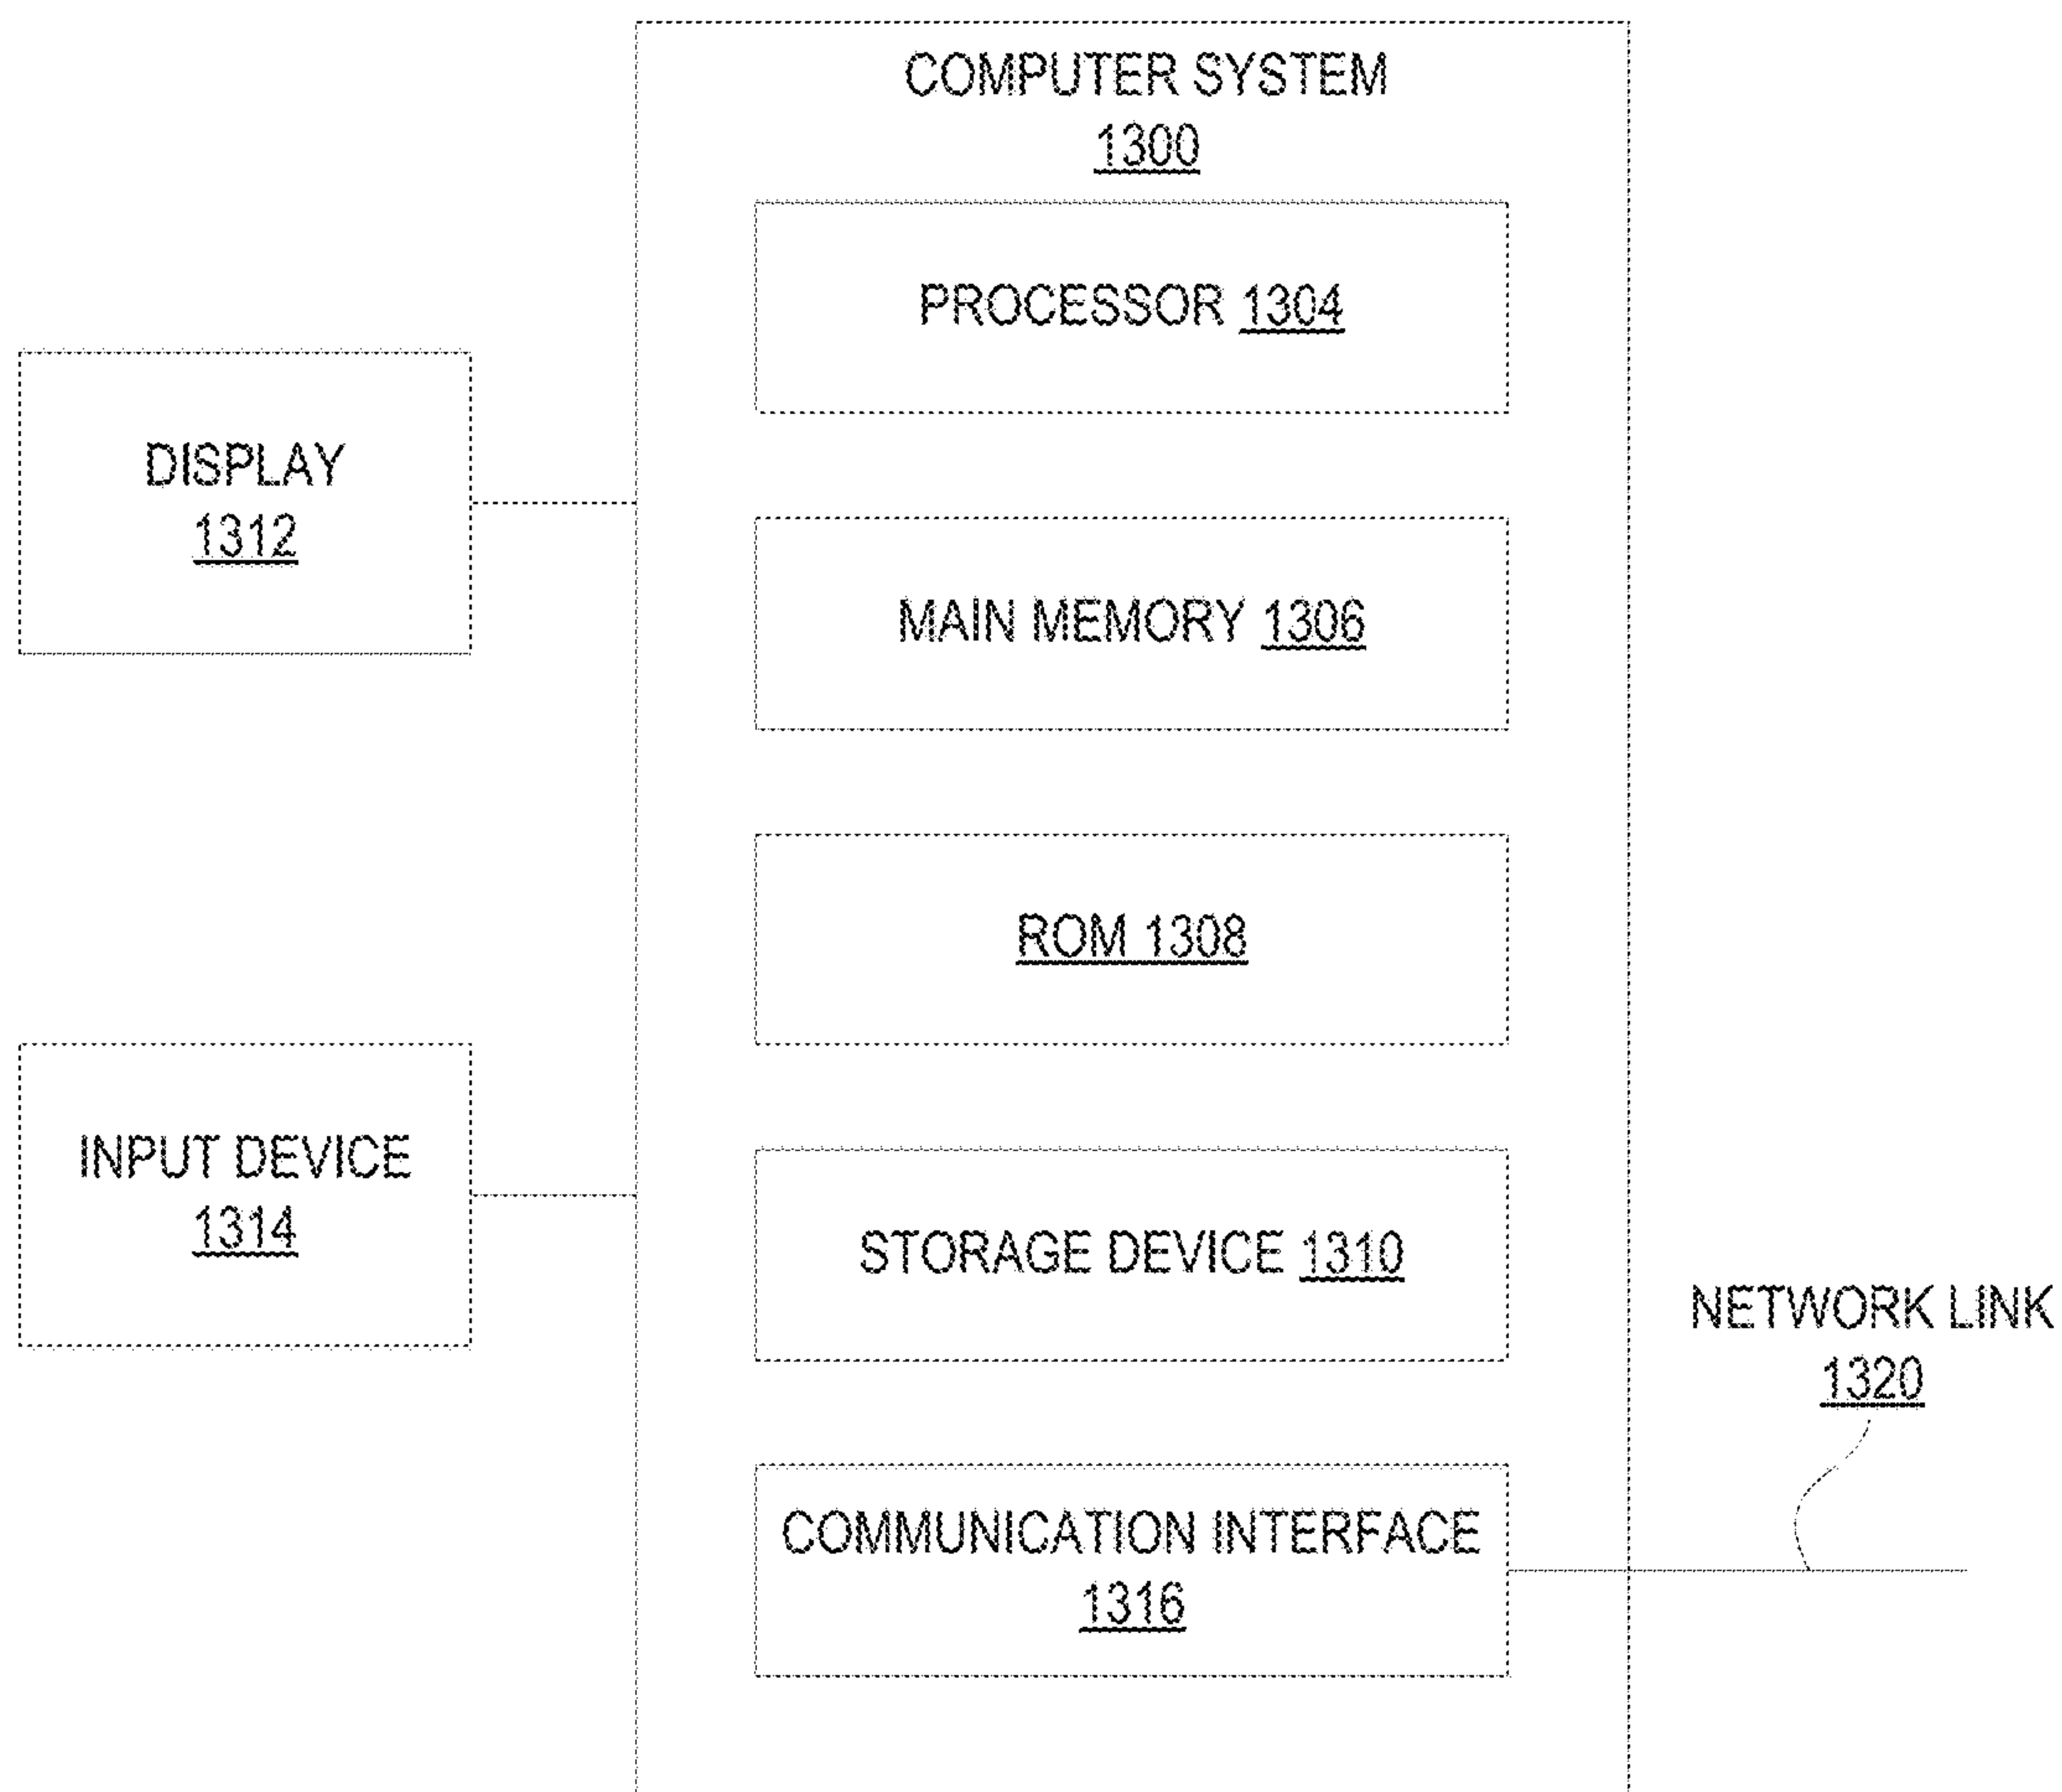 COMPUTER SYSTEM
1300
PROCESSOR 1304
DISPLAY
1312
MAIN MEMORY 1306
ROM 1308
INPUT DEVICE
1314
STORAGE DEVICE 1310
NETWORK LINK
1320
COMMUNICATION INTERFACE
1316